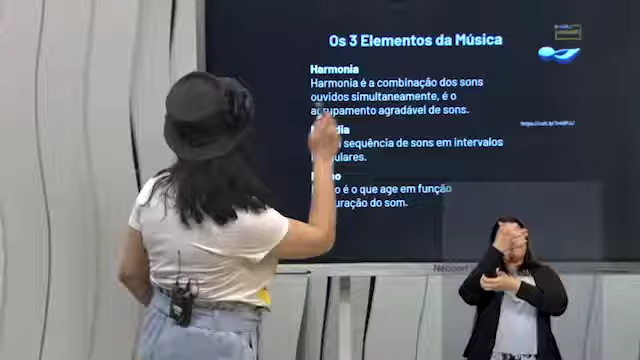 Os 3 Elementos da Música
Harmonia
Harmonia é a combinação dos sons
ouvidos simultaneamente, é o
agrupamento agradável de sons.
dia
sequência de sons em intervalos
ulares.
o é o que age em função
uração do som.